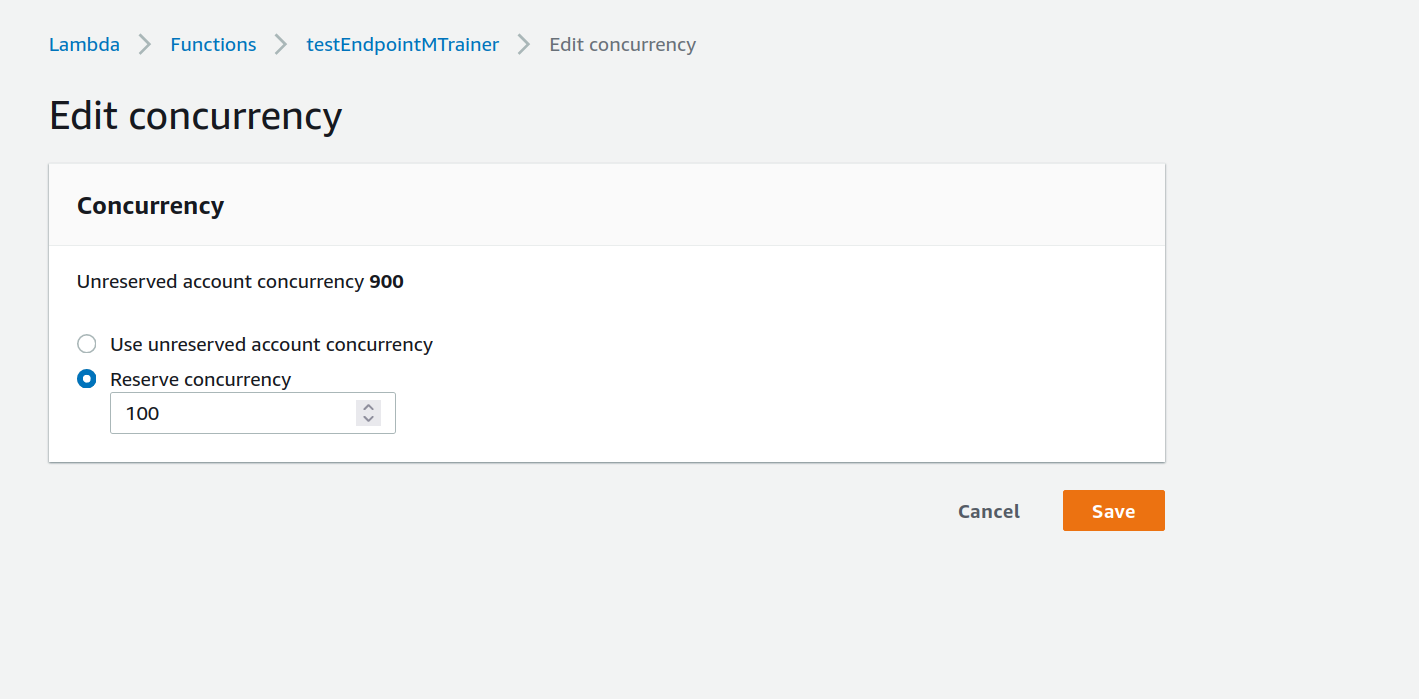 Lambda Functions testEndpointMTrainer Edit concurrency
Edit concurrency
Concurrency
Unreserved account concurrency 900
Use unreserved account concurrency
Reserve concurrency
100
Cancel Save